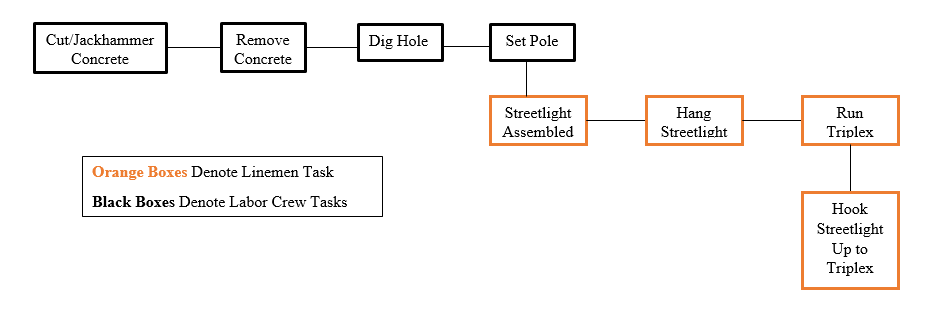 Cut/Jackhammer
Concrete
Remove
Concrete
Dig Hole
Set Pole
Streetlight
Assembled
Hang
Streetlight
Run
Triplex
Orange Boxes Denote Linemen Task
Black Boxes Denote Labor Crew Tasks
Hook
Streetlight
Up to
Triplex